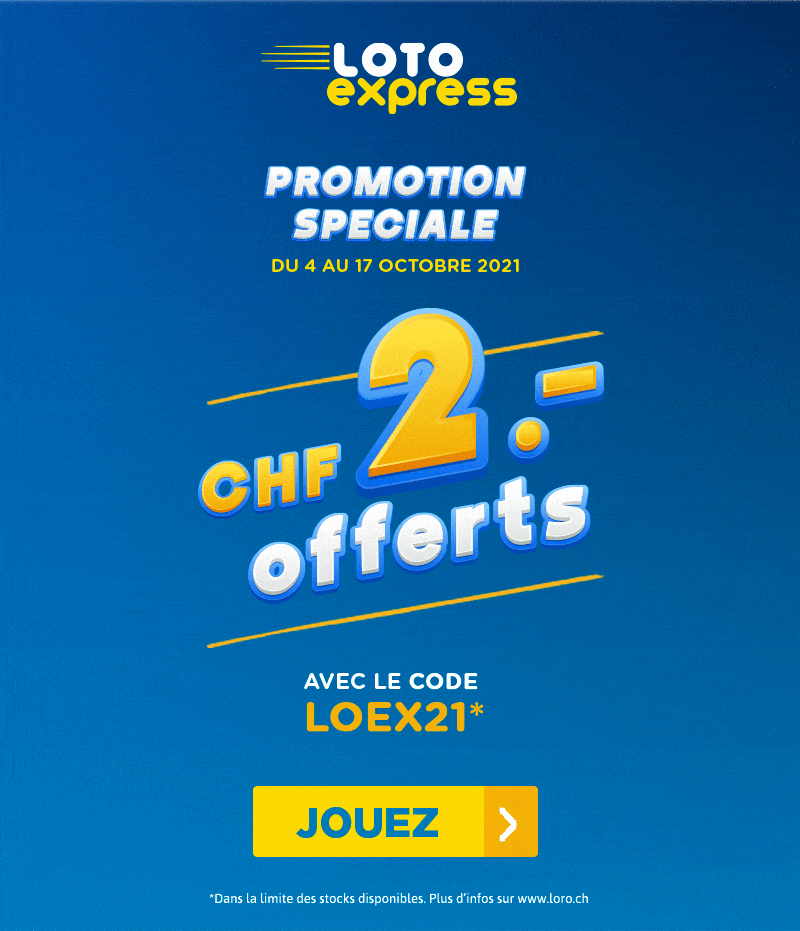 LOTO
express
PROMOTION
SPECIALE
DU 4 AU 17 OCTOBRE 2021
CHF 2.-
offerts
AVEC LE CODE
LOEX21*
JOUEZ
*Dans la limite des stocks disponibles. Plus d'infos sur www.loro.ch